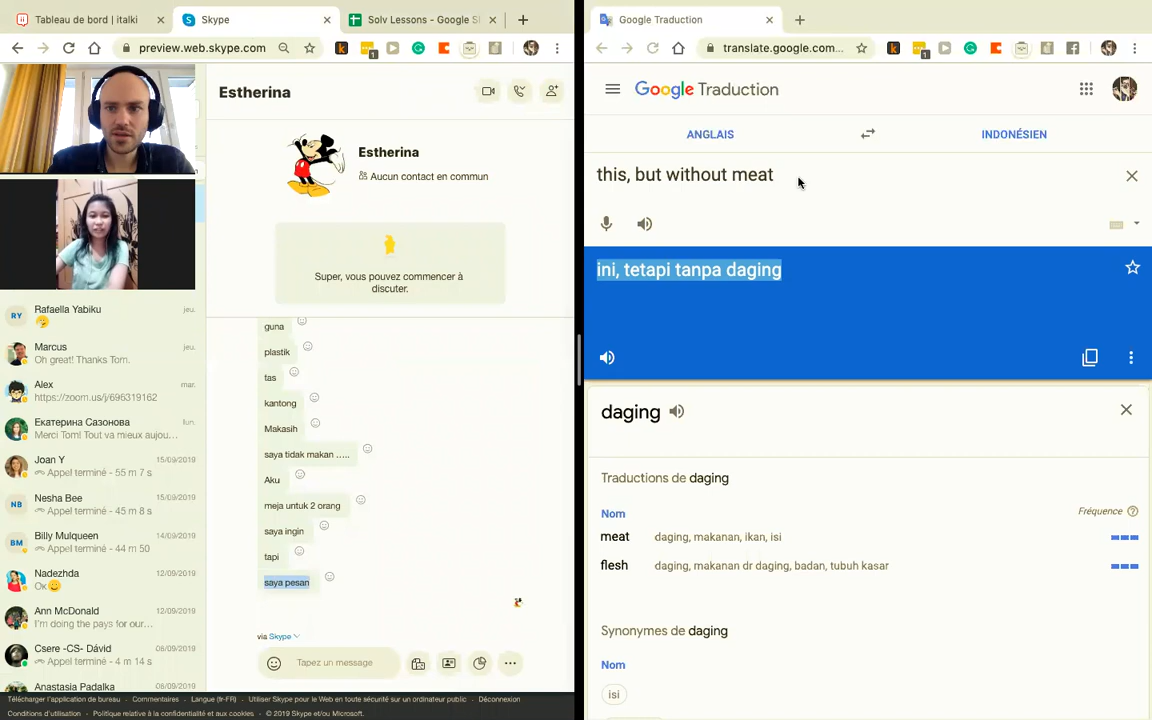 Tableau de bord | italki
Skype
Solv Lessons - Google Sl
preview.web.skype.com
Estherina
Estherina
Aucun contact en commun
Super, vous pouvez commencer à
discuter.
RY
Rafaella Yabiku
jeu.
Marcus
jeu.
Oh great! Thanks Tom.
Alex
mar.
https://zoom.us/j/696319162
Екатерина Сазонова
lun.
Merci Tom! Tout va mieux aujou...
Joan Y
15/09/2019
Appel terminé - 55 m 7 s
NB
Nesha Bee
15/09/2019
Appel terminé - 45 m 8 s
BM
Billy Mulqueen
14/09/2019
Appel terminé - 44 m 50
Nadezhda
12/09/2019
Ок
Ann McDonald
12/09/2019
I'm doing the pays for our...
Csere -CS- Dávid
06/09/2019
Appel terminé - 4 m 14 s
Anastasia Padalka
06/09/2019
guna
plastik
tas
kantong
Makasih
saya tidak makan .....
Aku
meja untuk 2 orang
saya ingin
tapi
saya pesan
via Skype
Tapez un message
Télécharger l'application de bureau
Commentaires
Langue (fr-FR)
Utiliser Skype pour le Web en toute sécurité sur un ordinateur public
Déconnexion
Conditions d'utilisation
Politique relative à la confidentialité et aux cookies
© 2019 Skype et/ou Microsoft.
Google Traduction
translate.google.com...
Google Traduction
ANGLAIS
INDONÉSIEN
this, but without meat
ini, tetapi tanpa daging
daging
Traductions de daging
Nom
Fréquence
meat
daging, makanan, ikan, isi
flesh
daging, makanan dr daging, badan, tubuh kasar
Synonymes de daging
Nom
isi